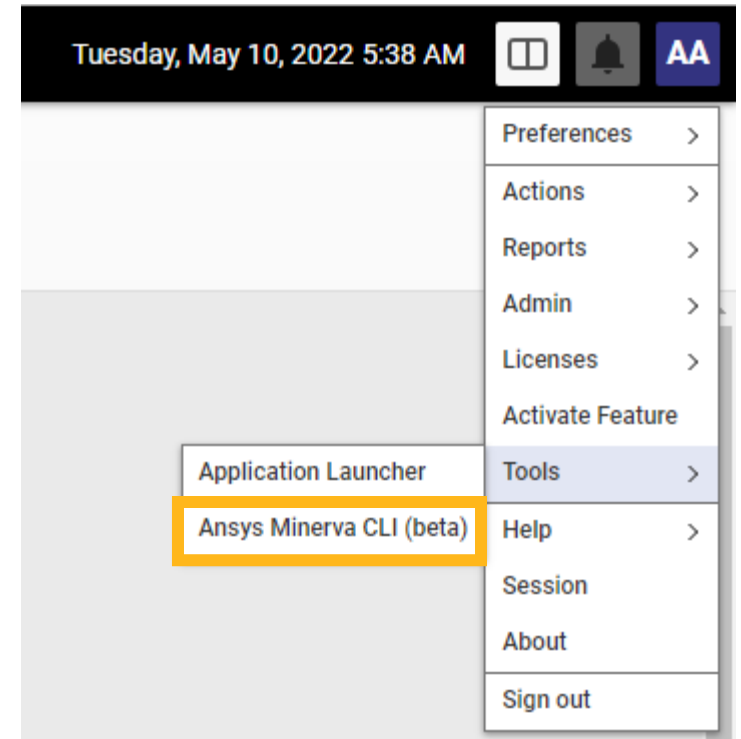 Tuesday, May 10, 2022 5:38 AM
AA
Preferences
Actions
Reports
Admin
Licenses
Activate Feature
Tools
Application Launcher
Ansys Minerva CLI (beta)
Help
Session
About
Sign out